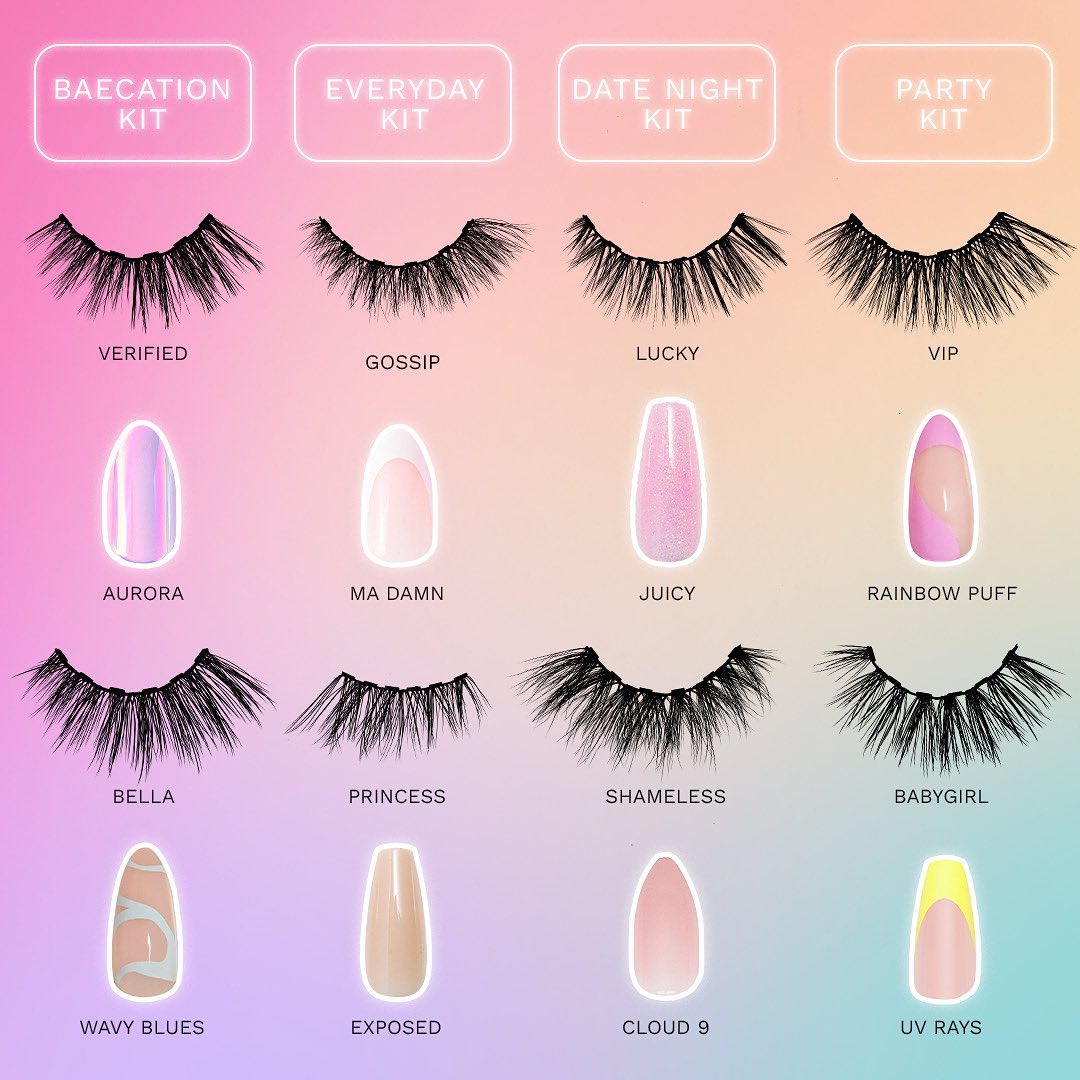 BAECATION
KIT
EVERYDAY
KIT
DATE NIGHT
KIT
PARTY
KIT
VERIFIED
GOSSIP
LUCKY
VIP
AURORA
MA DAMN
JUICY
RAINBOW PUFF
BELLA
PRINCESS
SHAMELESS
BABYGIRL
WAVY BLUES
EXPOSED
CLOUD 9
UV RAYS